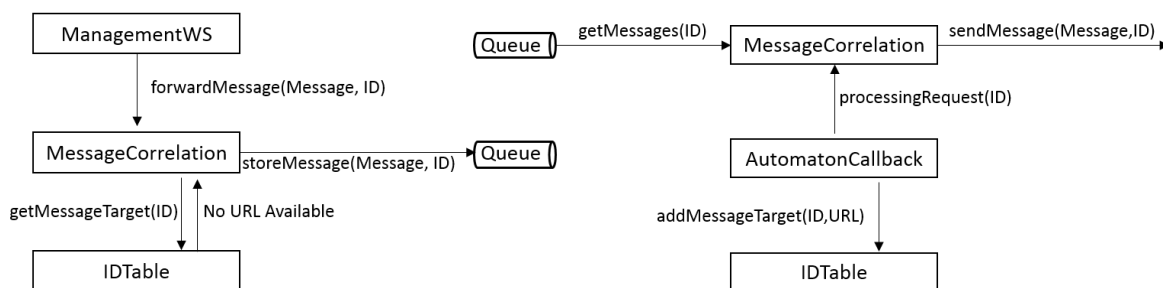 ManagementWS
forwardMessage(Message, ID)
MessageCorrelation
storeMessage(Message, ID)
Queue
getMessageTarget(ID)
No URL Available
IDTable
Queue
getMessages(ID)
MessageCorrelation
sendMessage(Message,ID)
processingRequest(ID)
AutomatonCallback
addMessageTarget(ID,URL)
IDTable